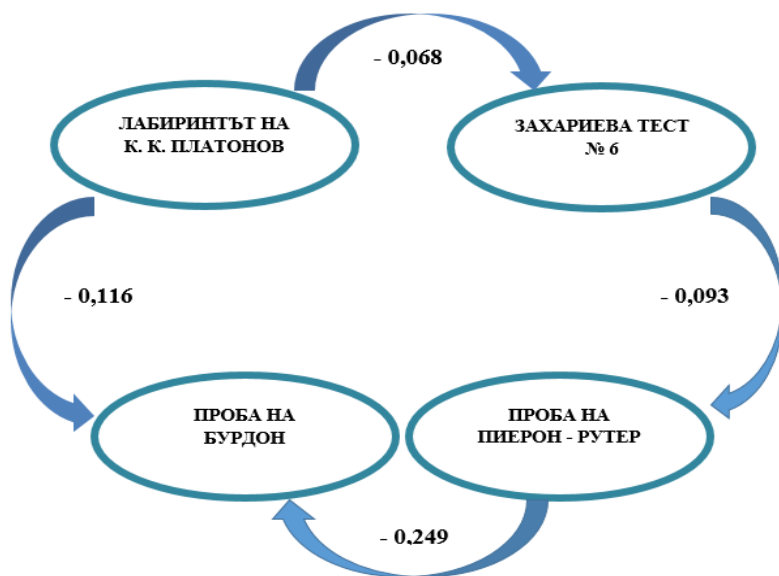 - 0,068
ЛАБИРИНТЪТ НА
К. К. ПЛАТОНОВ
ЗАХАРИЕВА ТЕСТ
№ 6
- 0,116
- 0,093
ПРОБА НА
БУРДОН
ПРОБА НА
ПИЕРОН - РУТЕР
- 0,249